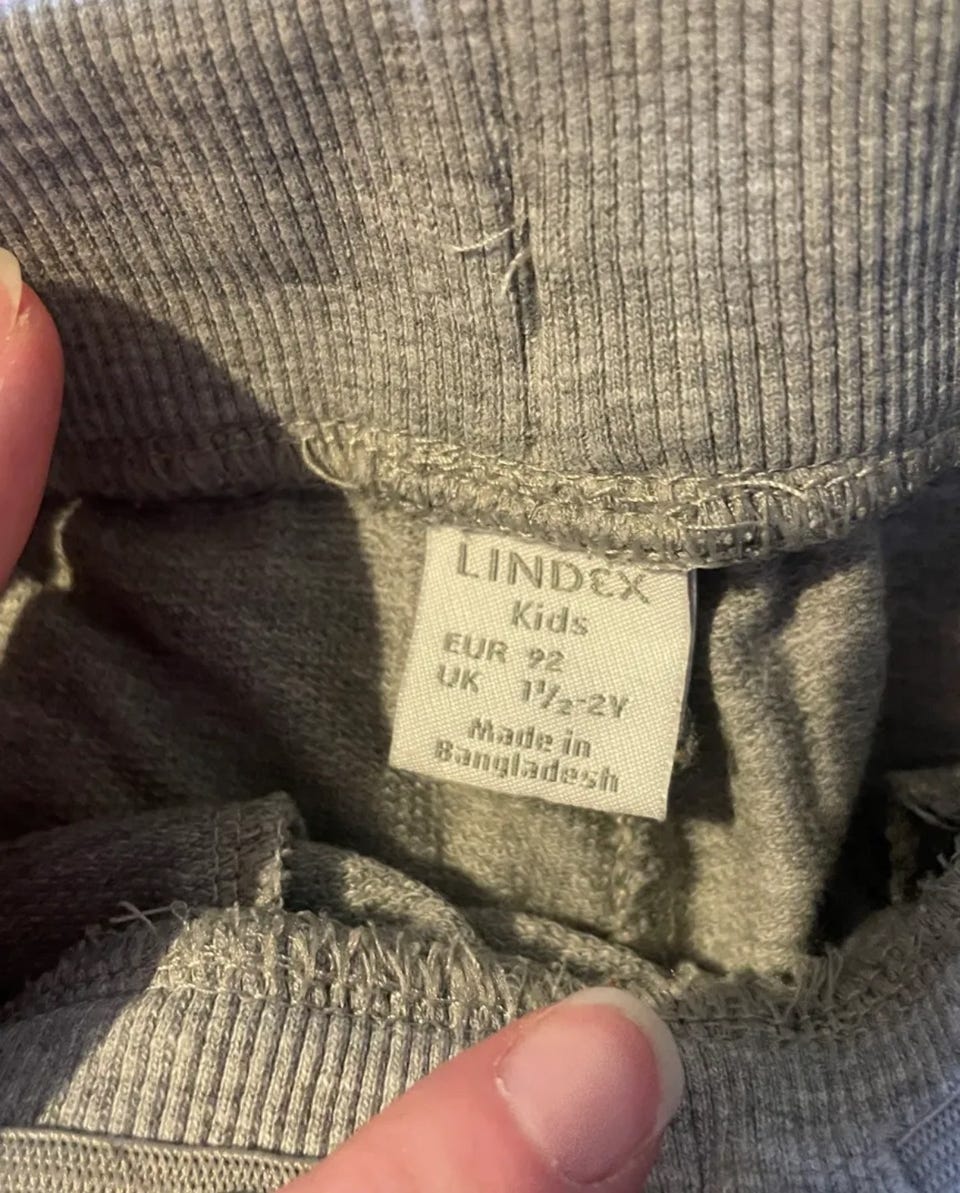 LINDEX
Kids
EUR 92
UK 1½-2Y
Made in
Bangladesh